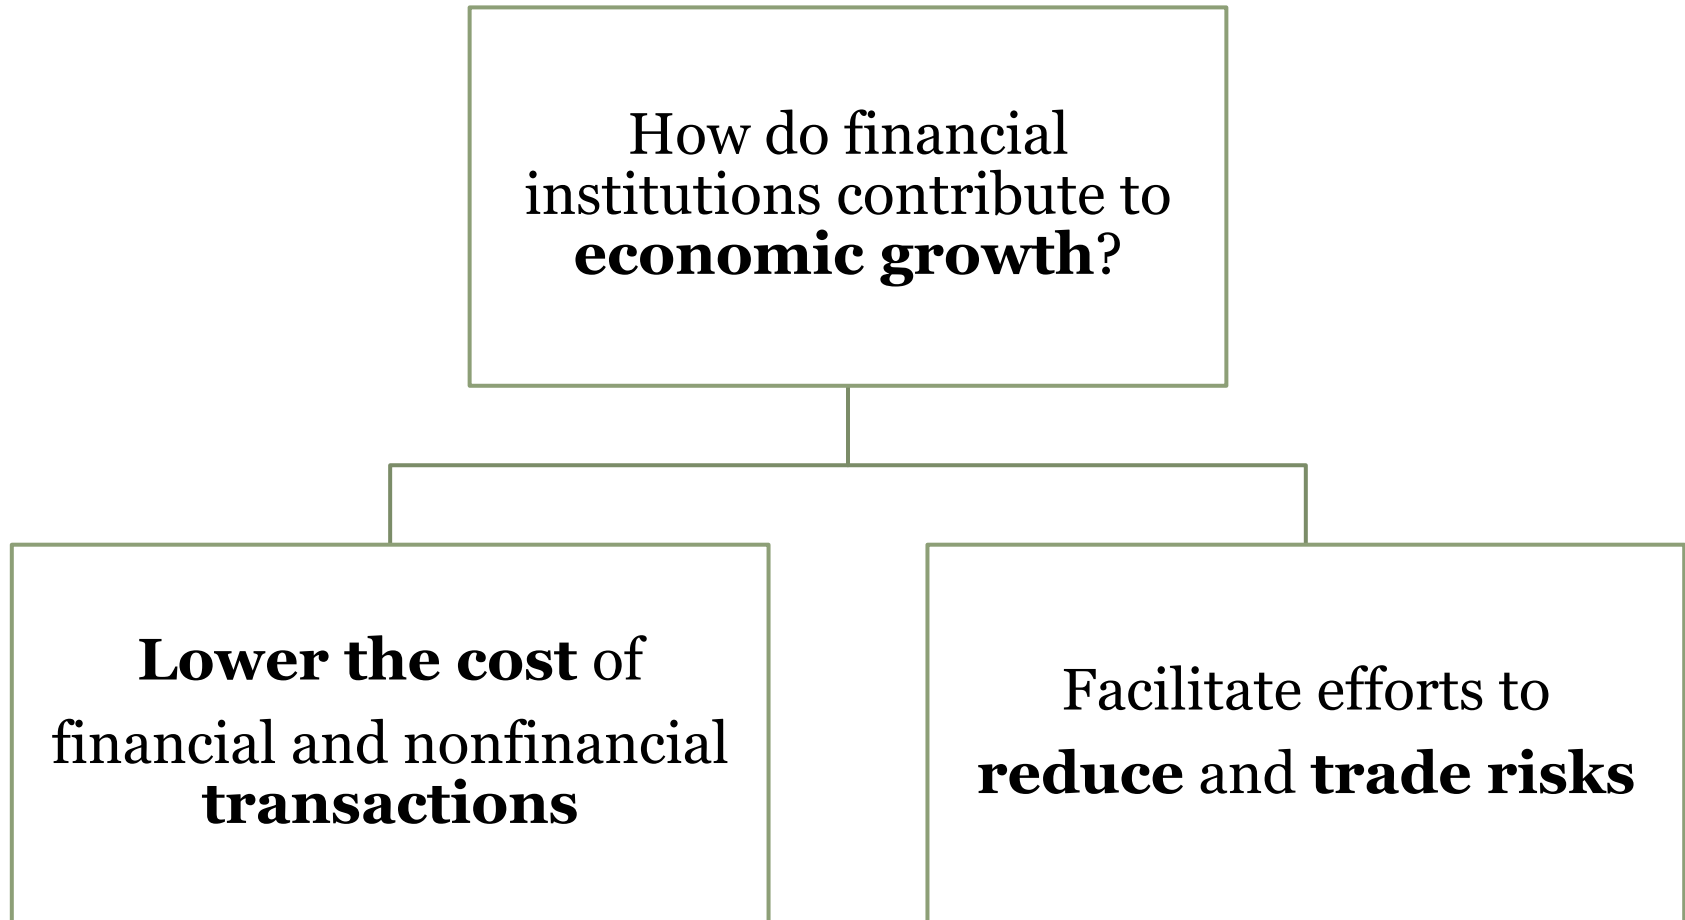 How do financial
institutions contribute to
economic growth?
Lower the cost of
financial and nonfinancial
transactions
Facilitate efforts to
reduce and trade risks